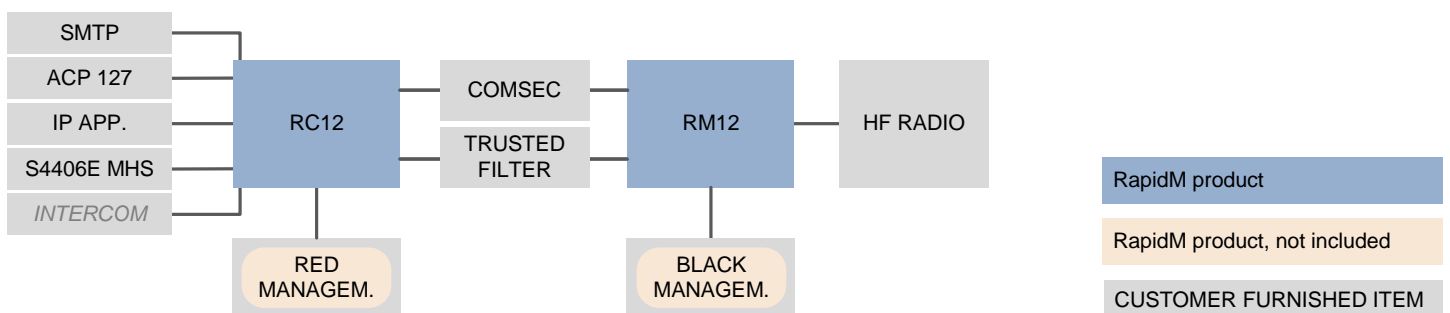 SMTP
ACP 127
IP APP.
S4406E MHS
INTERCOM
RC12
RED
MANAGEM.
COMSEC
TRUSTED
FILTER
RM12
BLACK
MANAGEM.
HF RADIO
RapidM product
RapidM product, not included
CUSTOMER FURNISHED ITEM